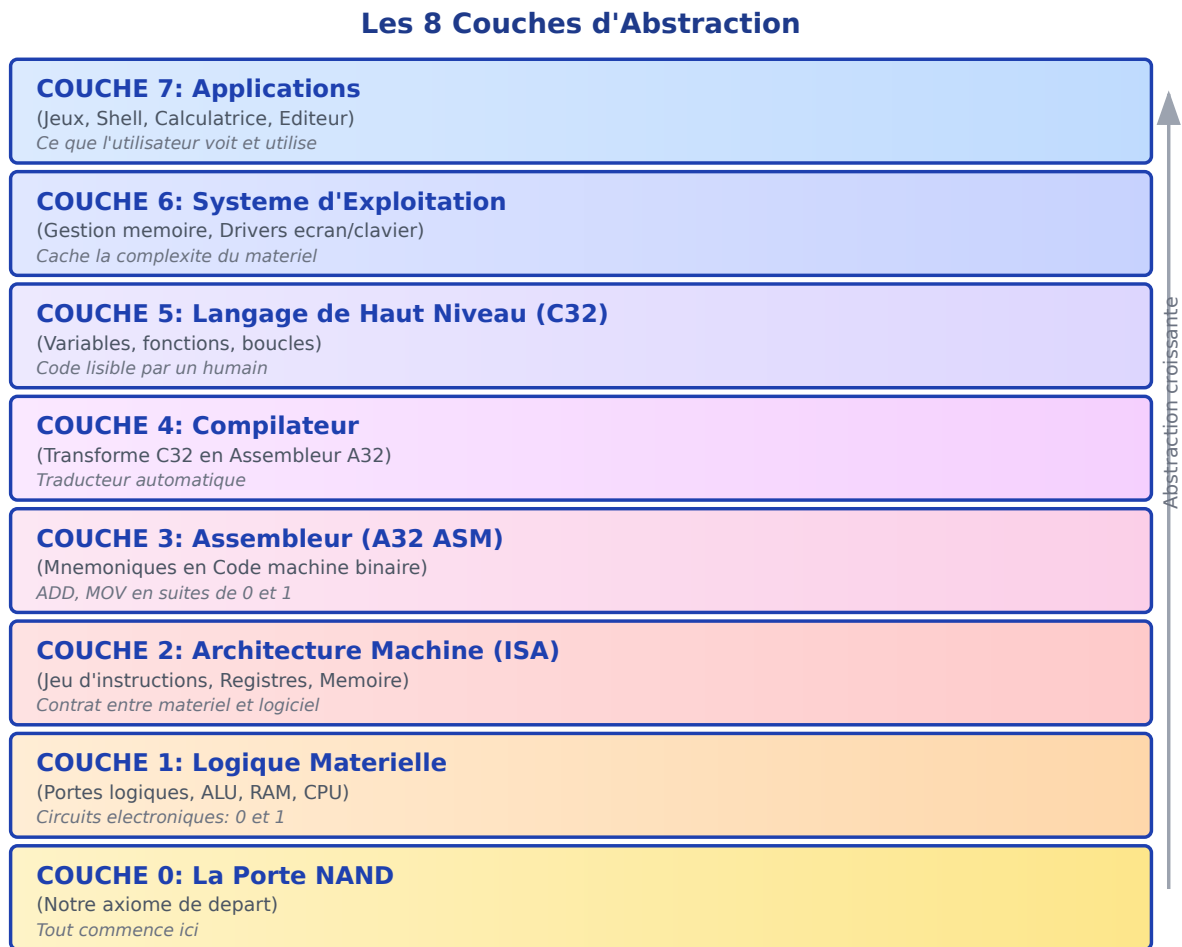 Les 8 Couches d'Abstraction
COUCHE 7: Applications
(Jeux, Shell, Calculatrice, Editeur)
Ce que l'utilisateur voit et utilise
COUCHE 6: Systeme d'Exploitation
(Gestion memoire, Drivers ecran/clavier)
Cache la complexite du materiel
COUCHE 5: Langage de Haut Niveau (C32)
(Variables, fonctions, boucles)
Code lisible par un humain
COUCHE 4: Compilateur
(Transforme C32 en Assembleur A32)
Traducteur automatique
COUCHE 3: Assembleur (A32 ASM)
(Mnemoniques en Code machine binaire)
ADD, MOV en suites de 0 et 1
COUCHE 2: Architecture Machine (ISA)
(Jeu d'instructions, Registres, Memoire)
Contrat entre materiel et logiciel
COUCHE 1: Logique Materielle
(Portes logiques, ALU, RAM, CPU)
Circuits electroniques: 0 et 1
COUCHE 0: La Porte NAND
(Notre axiome de depart)
Tout commence ici
Abstraction croissante